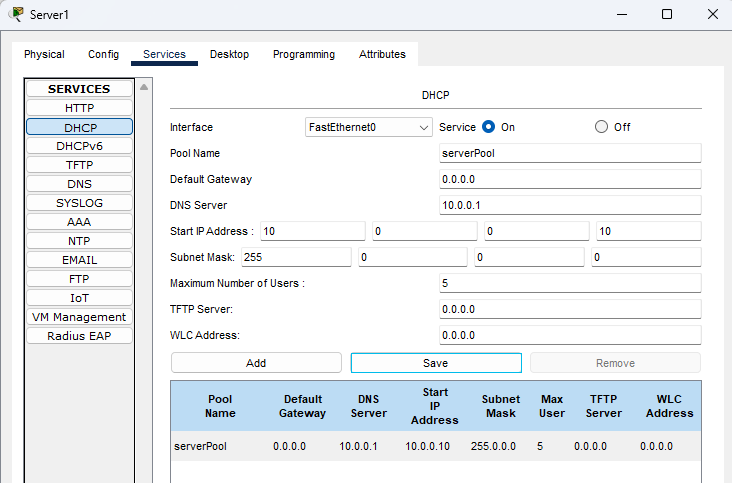 Server1
Physical Config Services Desktop Programming Attributes
SERVICES
HTTP
DHCP
DHCPv6
TFTP
DNS
SYSLOG
AAA
NTP
EMAIL
FTP
IoT
VM Management
Radius EAP
DHCP
Interface FastEthernet0 Service On Off
Pool Name serverPool
Default Gateway 0.0.0.0
DNS Server 10.0.0.1
Start IP Address : 10 0 0 10
Subnet Mask: 255 0 0 0
Maximum Number of Users : 5
TFTP Server: 0.0.0.0
WLC Address: 0.0.0.0
Add Save Remove
Pool Name Default Gateway DNS Server Start IP Address Subnet Mask Max User TFTP Server WLC Address
serverPool 0.0.0.0 10.0.0.1 10.0.0.10 255.0.0.0 5 0.0.0.0 0.0.0.0